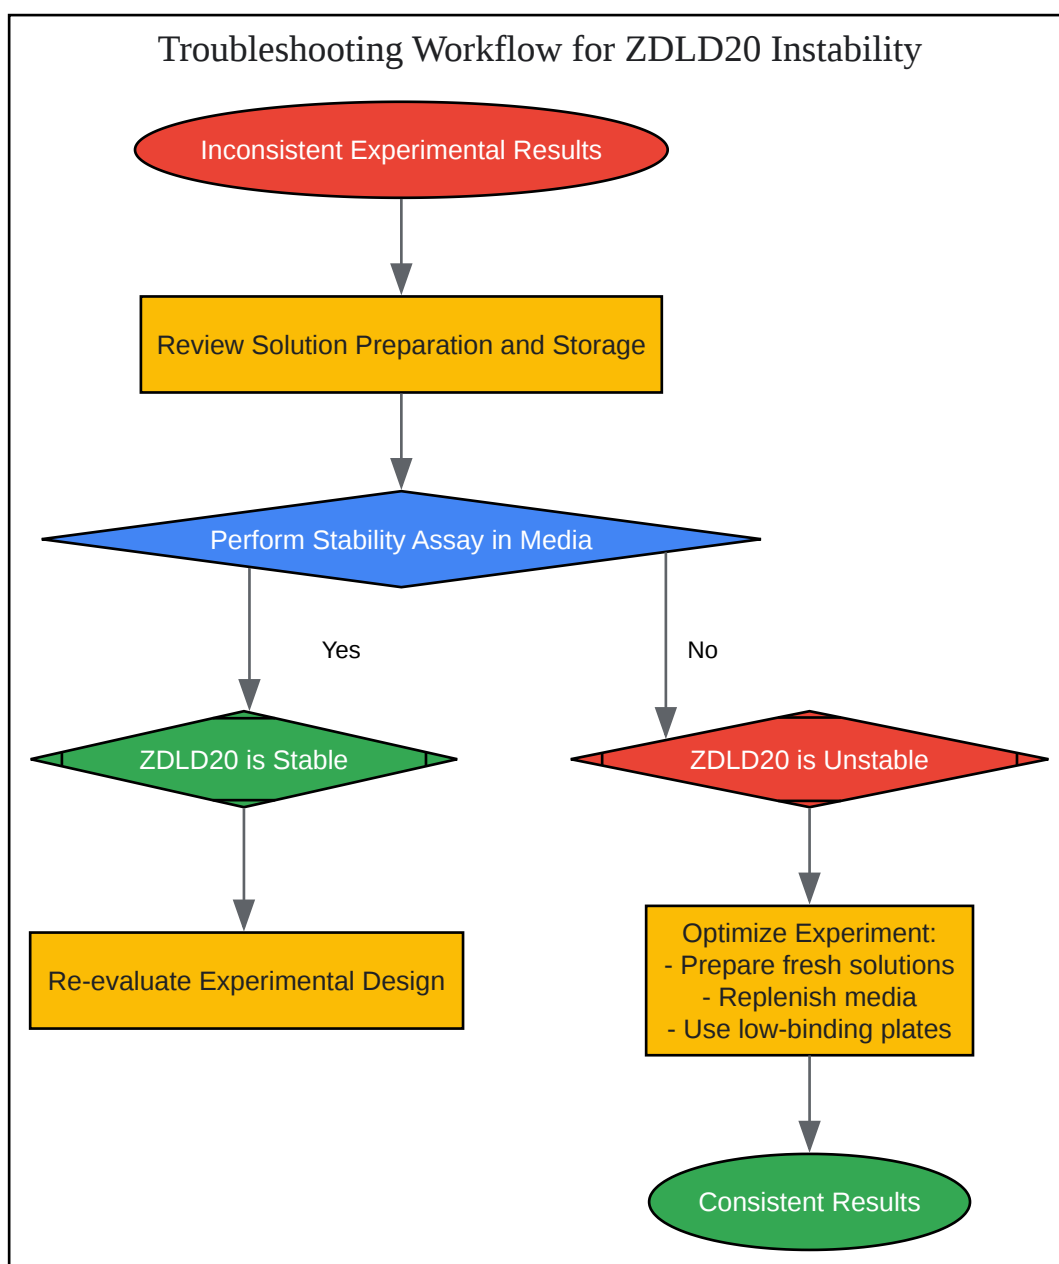 Troubleshooting Workflow for ZDLD20 Instability
Inconsistent Experimental Results
Review Solution Preparation and Storage
Perform Stability Assay in Media
Yes
No
ZDLD20 is Stable
ZDLD20 is Unstable
Re-evaluate Experimental Design
Optimize Experiment:
- Prepare fresh solutions
- Replenish media
- Use low-binding plates
Consistent Results